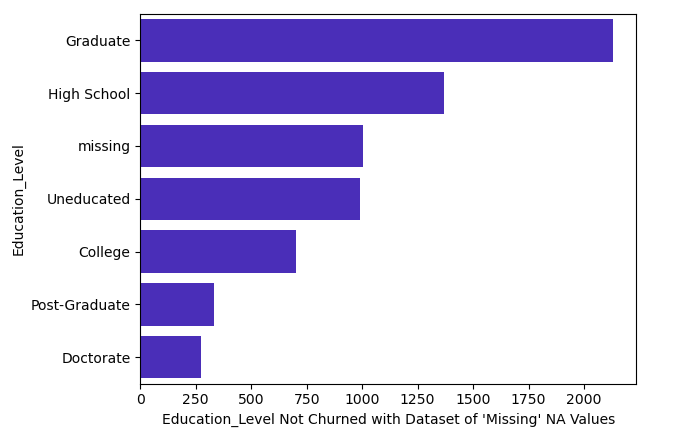 Education_Level
Graduate
High School
missing
Uneducated
College
Post-Graduate
Doctorate
0 250 500 750 1000 1250 1500 1750 2000
Education_Level Not Churned with Dataset of 'Missing' NA Values